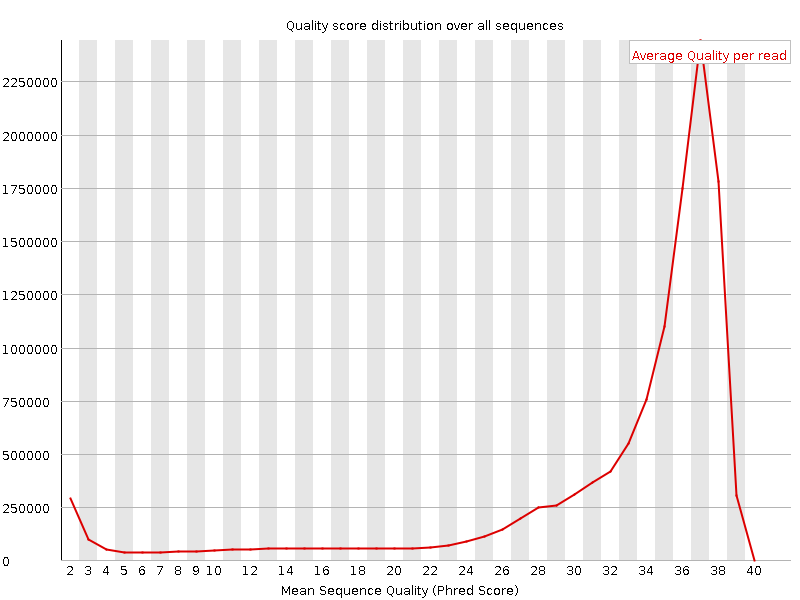 Quality score distribution over all sequences
Average Quality per read
2250000
2000000
1750000
1500000
1250000
1000000
750000
500000
250000
0
2 3 4 5 6 7 8 9 10 12 14 16 18 20 22 24 26 28 30 32 34 36 38 40
Mean Sequence Quality (Phred Score)